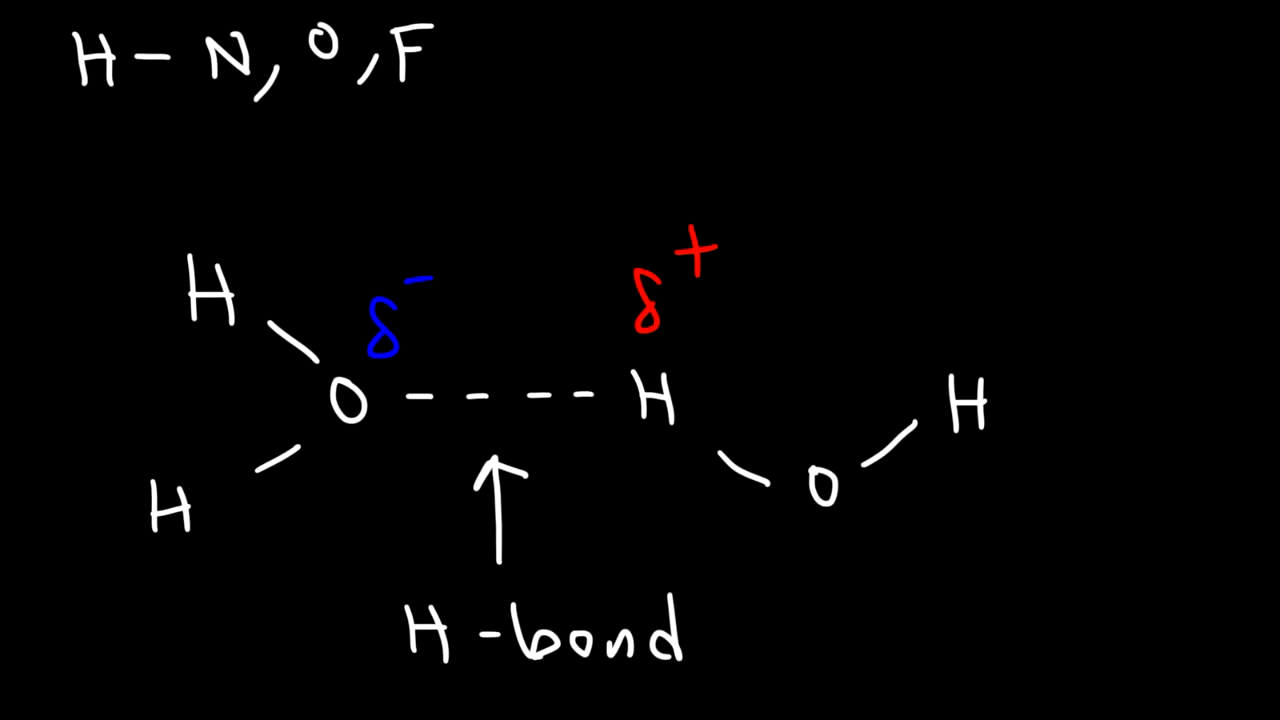 H - N, O, F
δ+
H δ-
O - - - - H H
O
H
H-bond